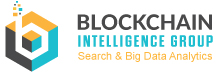 BLOCKCHAIN
INTELLIGENCE GROUP
Search & Big Data Analytics